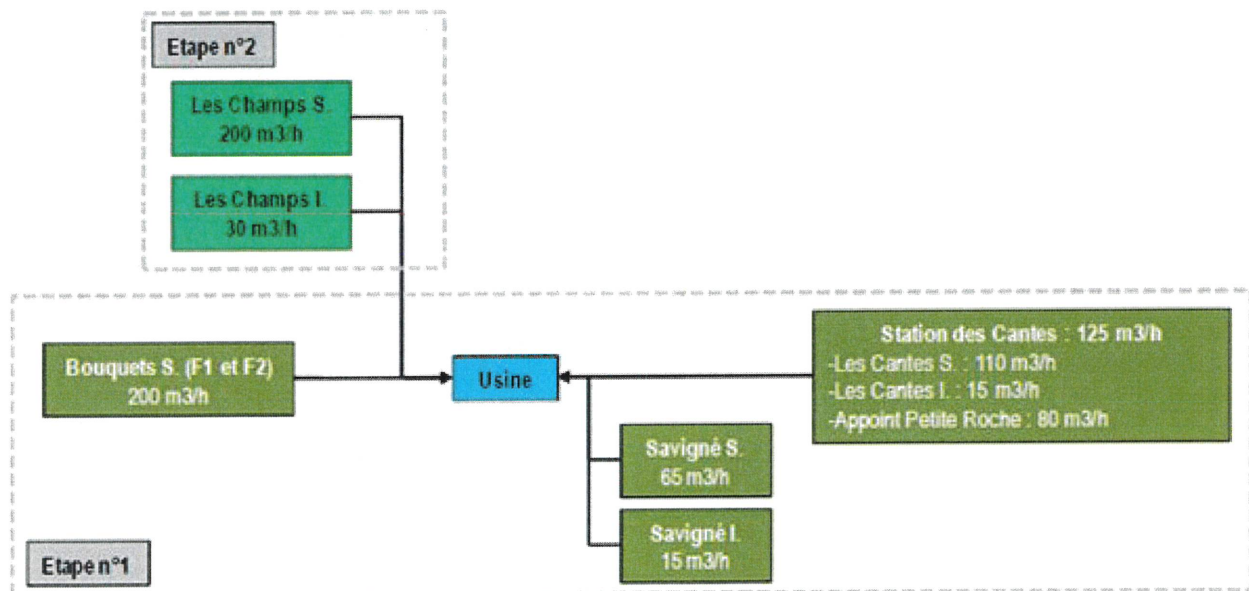 Etape n°2
Les Champs S.
200 m3/h
Les Champs I.
30 m3/h
Bouquets S. (F1 et F2)
200 m3/h
Usine
Station des Cantes : 125 m3/h
-Les Cantes S. : 110 m3/h
-Les Cantes I. : 15 m3/h
-Appoint Petite Roche : 80 m3/h
Savigné S.
65 m3/h
Savigné I.
15 m3/h
Etape n°1